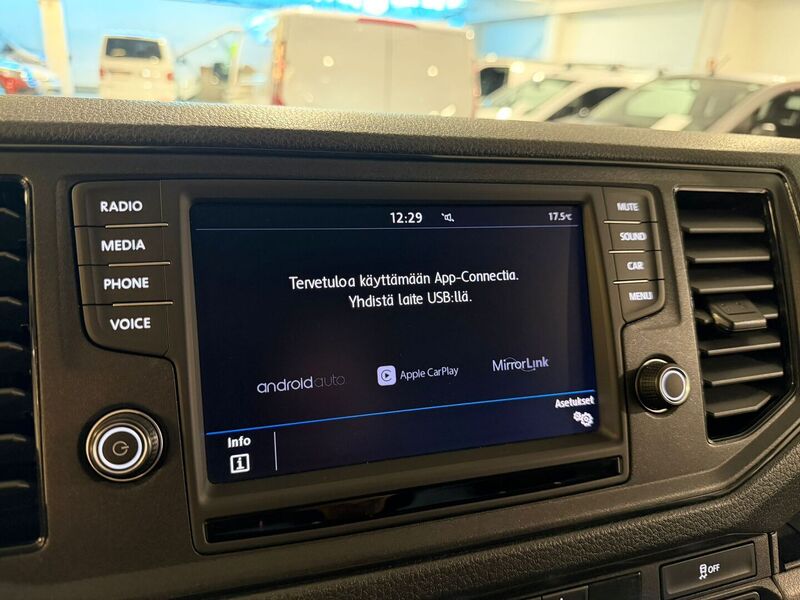 RADIO
MEDIA
PHONE
VOICE
12:29
17.5°C
Tervetuloa käyttämään App-Connectia.
Yhdistä laite USB:llä.
androidauto
Apple CarPlay
MirrorLink
Info
i
Asetukset
MUTE
SOUND
CAR
MENU
OFF